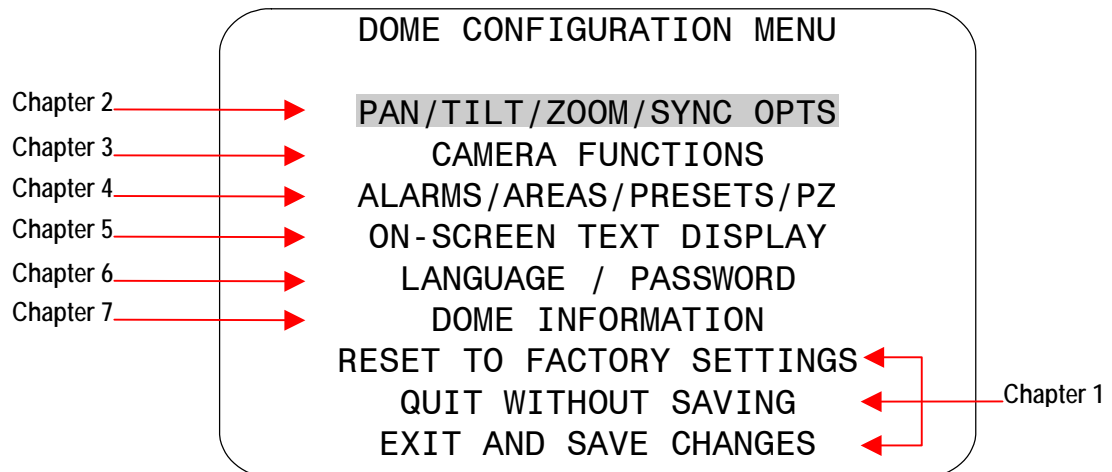 DOME CONFIGURATION MENU
Chapter 2 PAN/TILT/ZOOM/SYNC OPTS
Chapter 3 CAMERA FUNCTIONS
Chapter 4 ALARMS/AREAS/PRESETS/PZ
Chapter 5 ON-SCREEN TEXT DISPLAY
Chapter 6 LANGUAGE / PASSWORD
Chapter 7 DOME INFORMATION
RESET TO FACTORY SETTINGS
QUIT WITHOUT SAVING Chapter 1
EXIT AND SAVE CHANGES